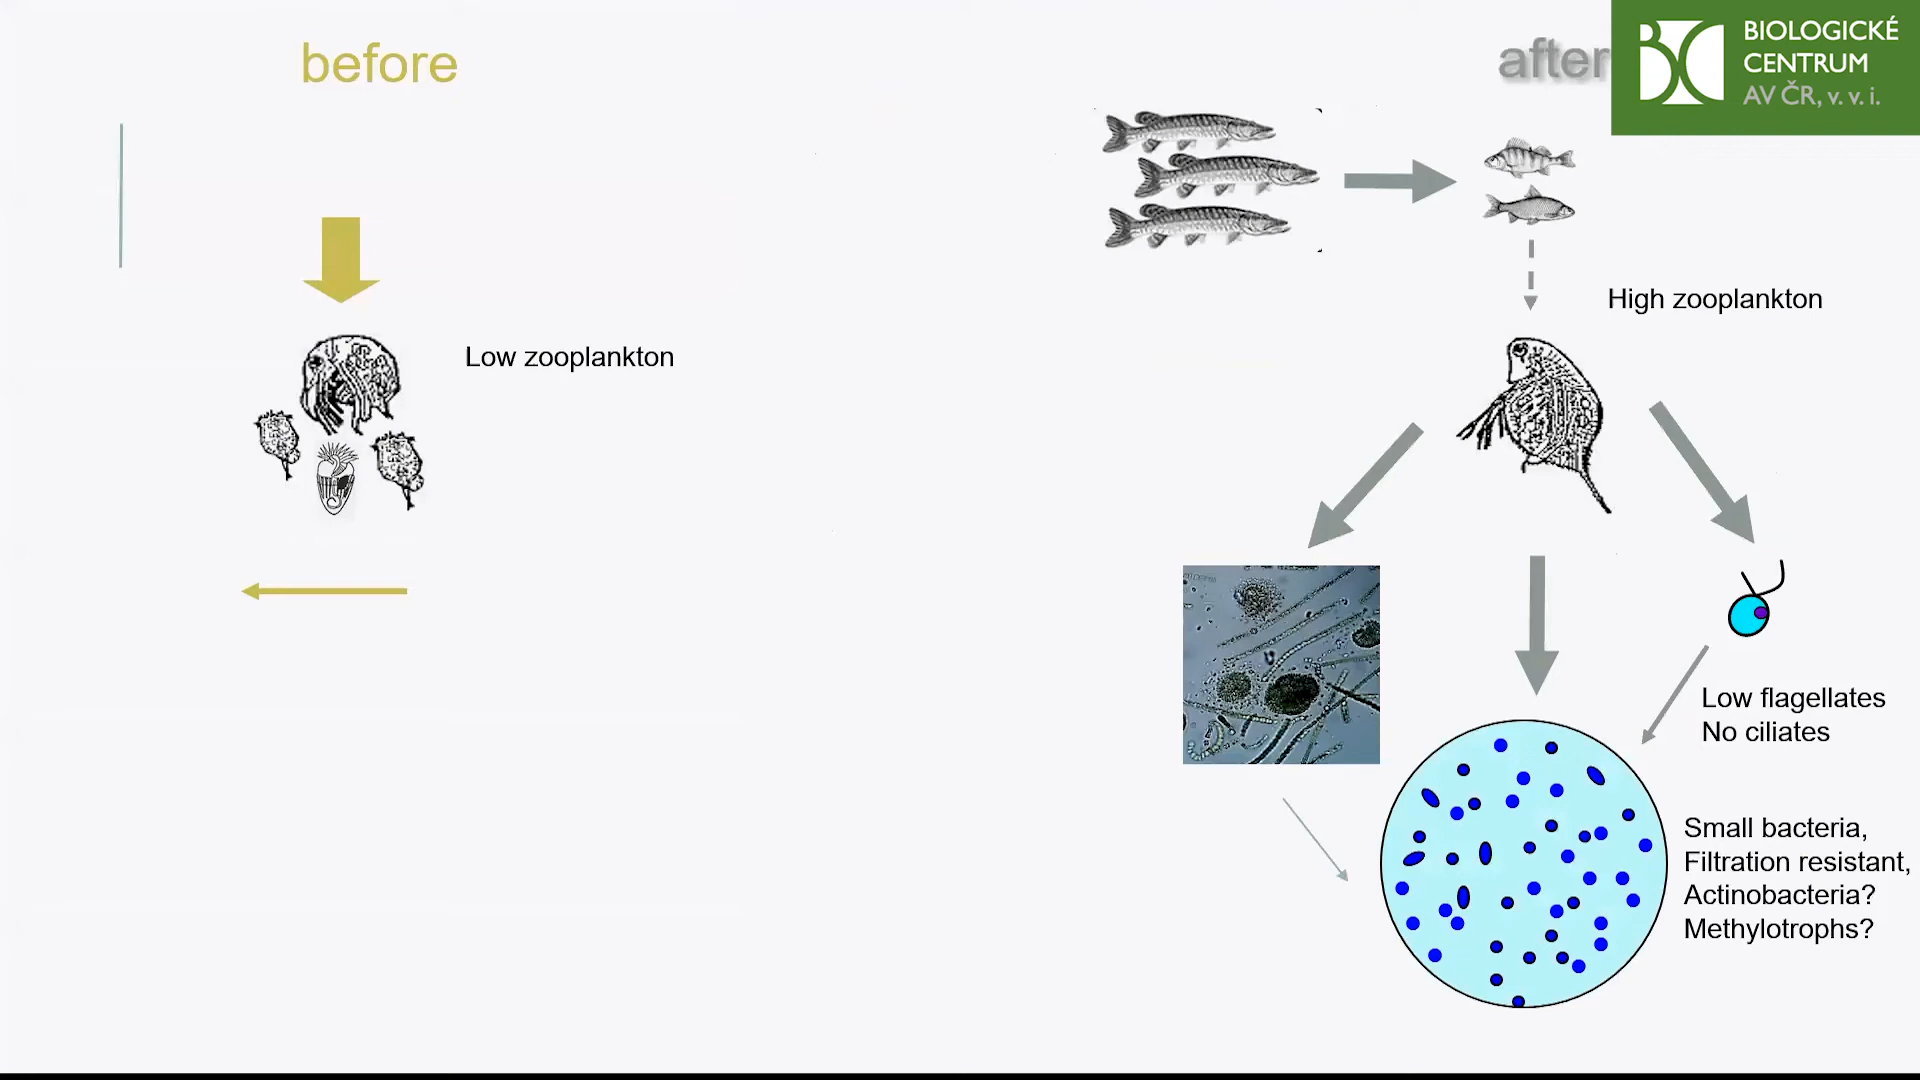 before
after
BIOLOGICKÉ
CENTRUM
AV ČR, v. v. i.
High zooplankton
Low zooplankton
Low flagellates
No ciliates
Small bacteria,
Filtration resistant,
Actinobacteria?
Methylotrophs?